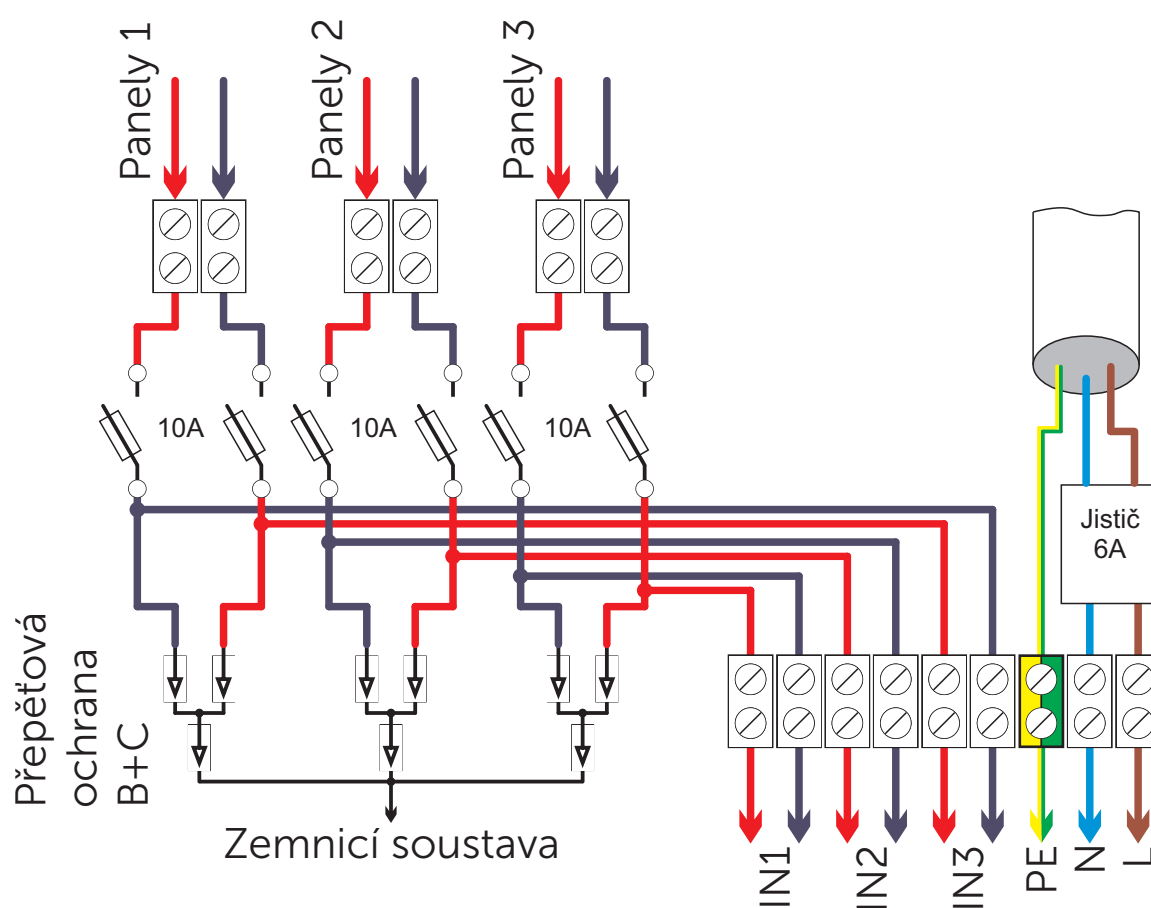 Panely 1
Panely 2
Panely 3
10A
10A
10A
Jistič
6A
Přepěťová
ochrana
B+C
Zemnicí soustava
IN1
IN2
IN3
PE
N
L